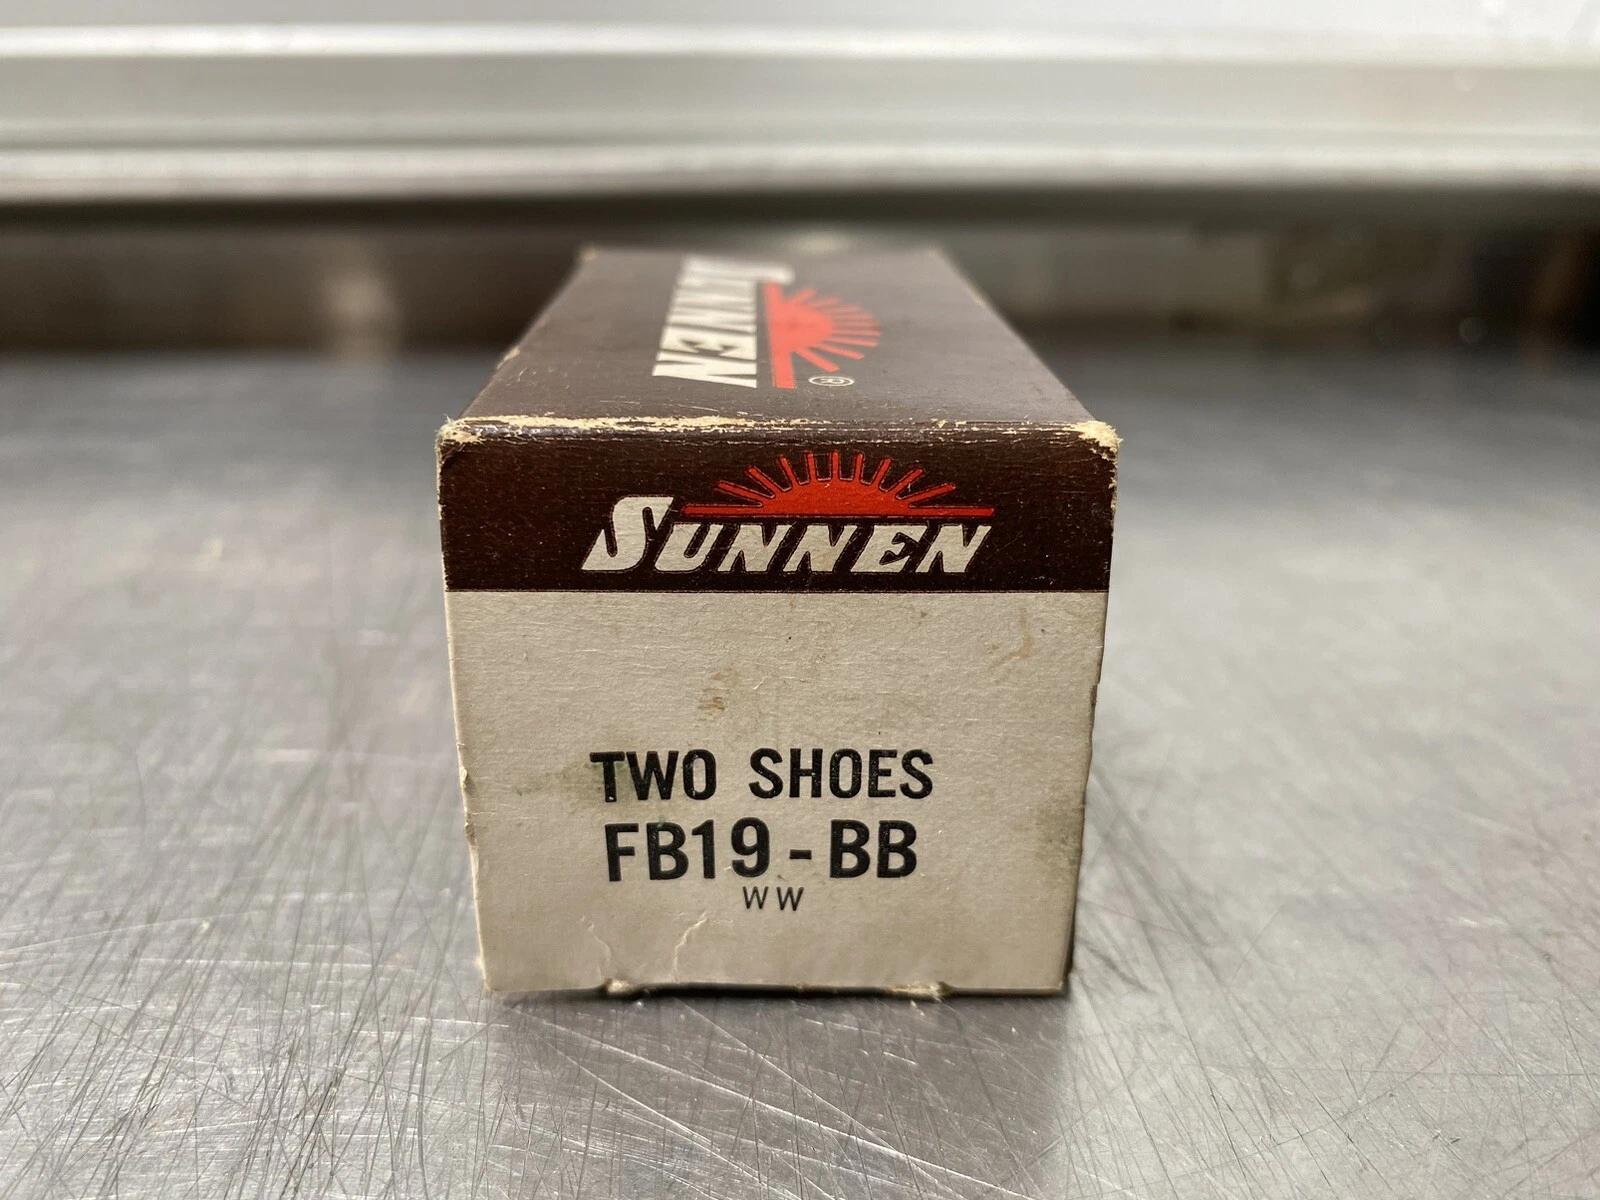 SUNNEN
®
SUNNEN
TWO SHOES
FB19-BB
WW